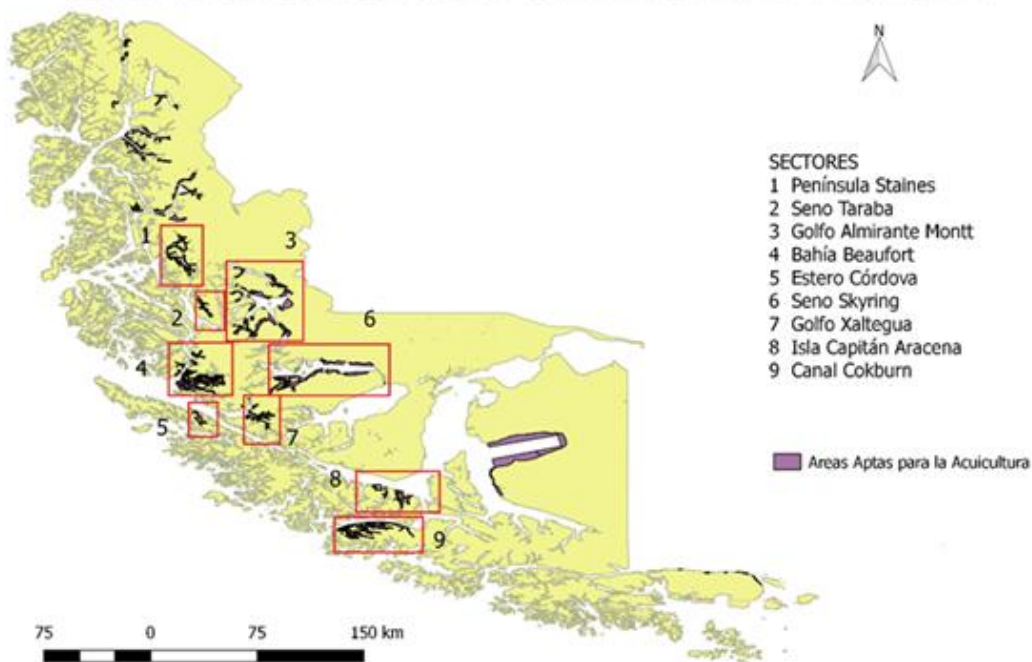 N
SECTORES
1 Península Staines
2 Seno Taraba
3 Golfo Almirante Montt
4 Bahía Beaufort
5 Estero Córdova
6 Seno Skyring
7 Golfo Xaltegua
8 Isla Capitán Aracena
9 Canal Cokburn
Areas Aptas para la Acuicultura
1
3
2
6
4
5
7
8
9
75 0 75 150 km